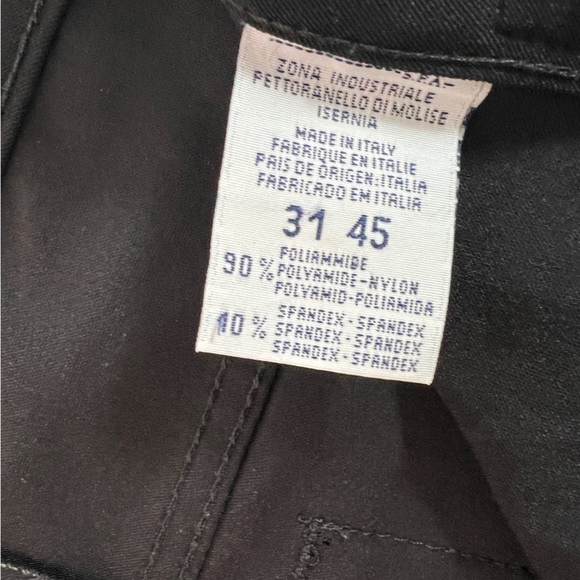 S.P.A.-
ZONA INDUSTRIALE
PETTORANELLO DI MOLISE
ISERNIA
MADE IN ITALY
FABRIQUE EN ITALIE
PAIS DE ORIGEN:ITALIA
FABRICADO EM ITALIA
31 45
90% POLIAMMIDE
POLYAMIDE-NYLON
POLYAMID-POLIAMIDA
10% SPANDEX-SPANDEX
SPANDEX-SPANDEX
SPANDEX-SPANDEX